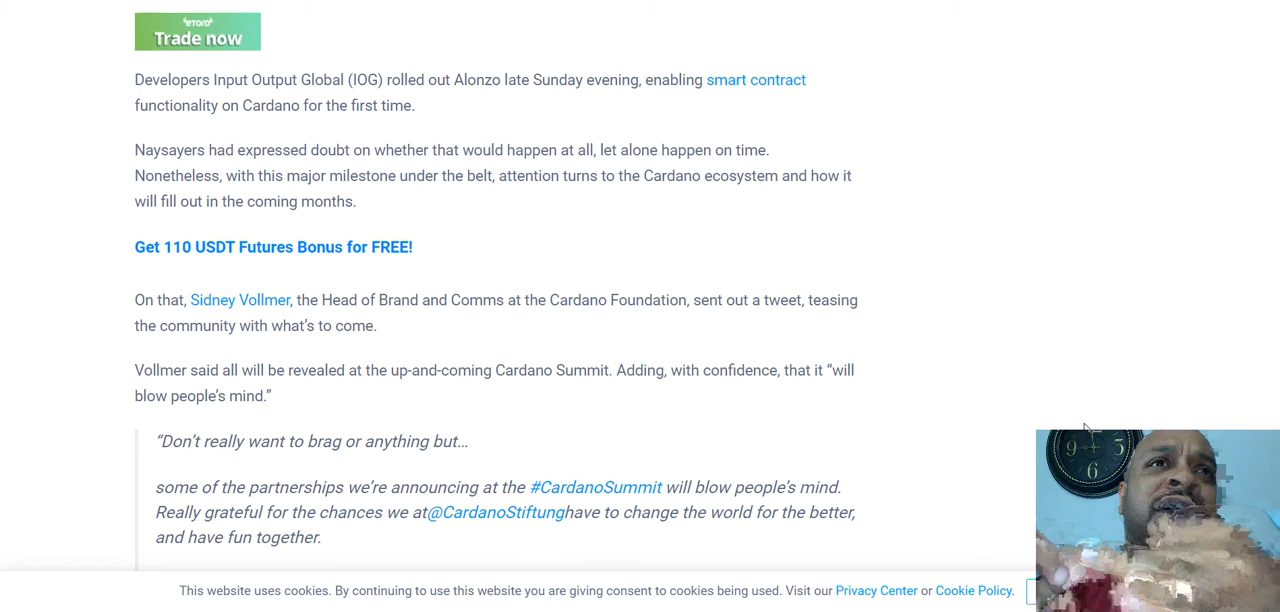 'eToro'
Trade now
Developers Input Output Global (IOG) rolled out Alonzo late Sunday evening, enabling smart contract
functionality on Cardano for the first time.
Naysayers had expressed doubt on whether that would happen at all, let alone happen on time.
Nonetheless, with this major milestone under the belt, attention turns to the Cardano ecosystem and how it
will fill out in the coming months.
Get 110 USDT Futures Bonus for FREE!
On that, Sidney Vollmer, the Head of Brand and Comms at the Cardano Foundation, sent out a tweet, teasing
the community with what’s to come.
Vollmer said all will be revealed at the up-and-coming Cardano Summit. Adding, with confidence, that it “will
blow people’s mind.”
“Don’t really want to brag or anything but…
some of the partnerships we’re announcing at the #CardanoSummit will blow people’s mind.
Really grateful for the chances we at@CardanoStiftunghave to change the world for the better,
and have fun together.
This website uses cookies. By continuing to use this website you are giving consent to cookies being used. Visit our Privacy Center or Cookie Policy.
9 3
6